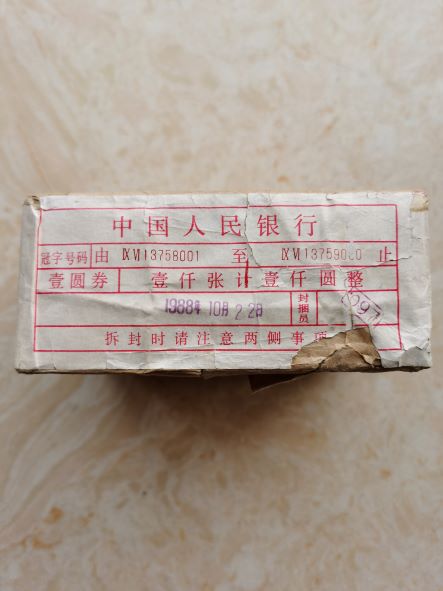 中国人民银行
冠字号码 由 ⅨⅥ13758001 至 ⅨⅥ13759000 止
壹圆券 壹仟张计壹仟圆整
1988年10月22日 封捆员
拆封时请注意两侧事项